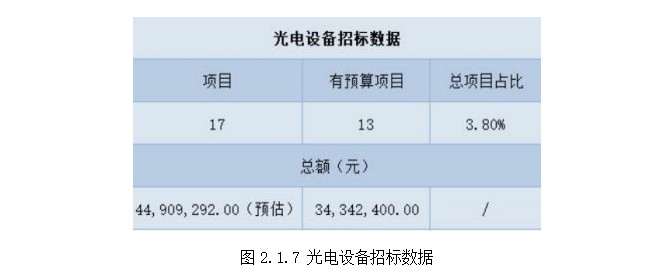 光电设备招标数据
项目 有预算项目 总项目占比
17 13 3.80%
总额（元）
44,909,292.00（预估） 34,342,400.00 /
图 2.1.7 光电设备招标数据